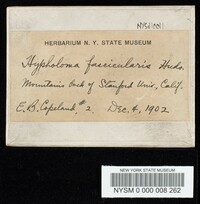 HERBARIUM N. Y. STATE MUSEUM
Hypholoma fascicularis Huds.
Mountains back of Stanford Univ., Calif.
E. B. Copeland, #2. Dec. 4, 1902
NEW YORK STATE MUSEUM
NYSM 0 000 008 262